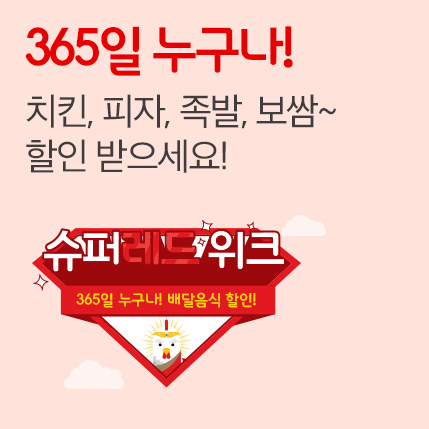 365일 누구나!
치킨, 피자, 족발, 보쌈~
할인 받으세요!
슈퍼레드위크
365일 누구나! 배달음식 할인!